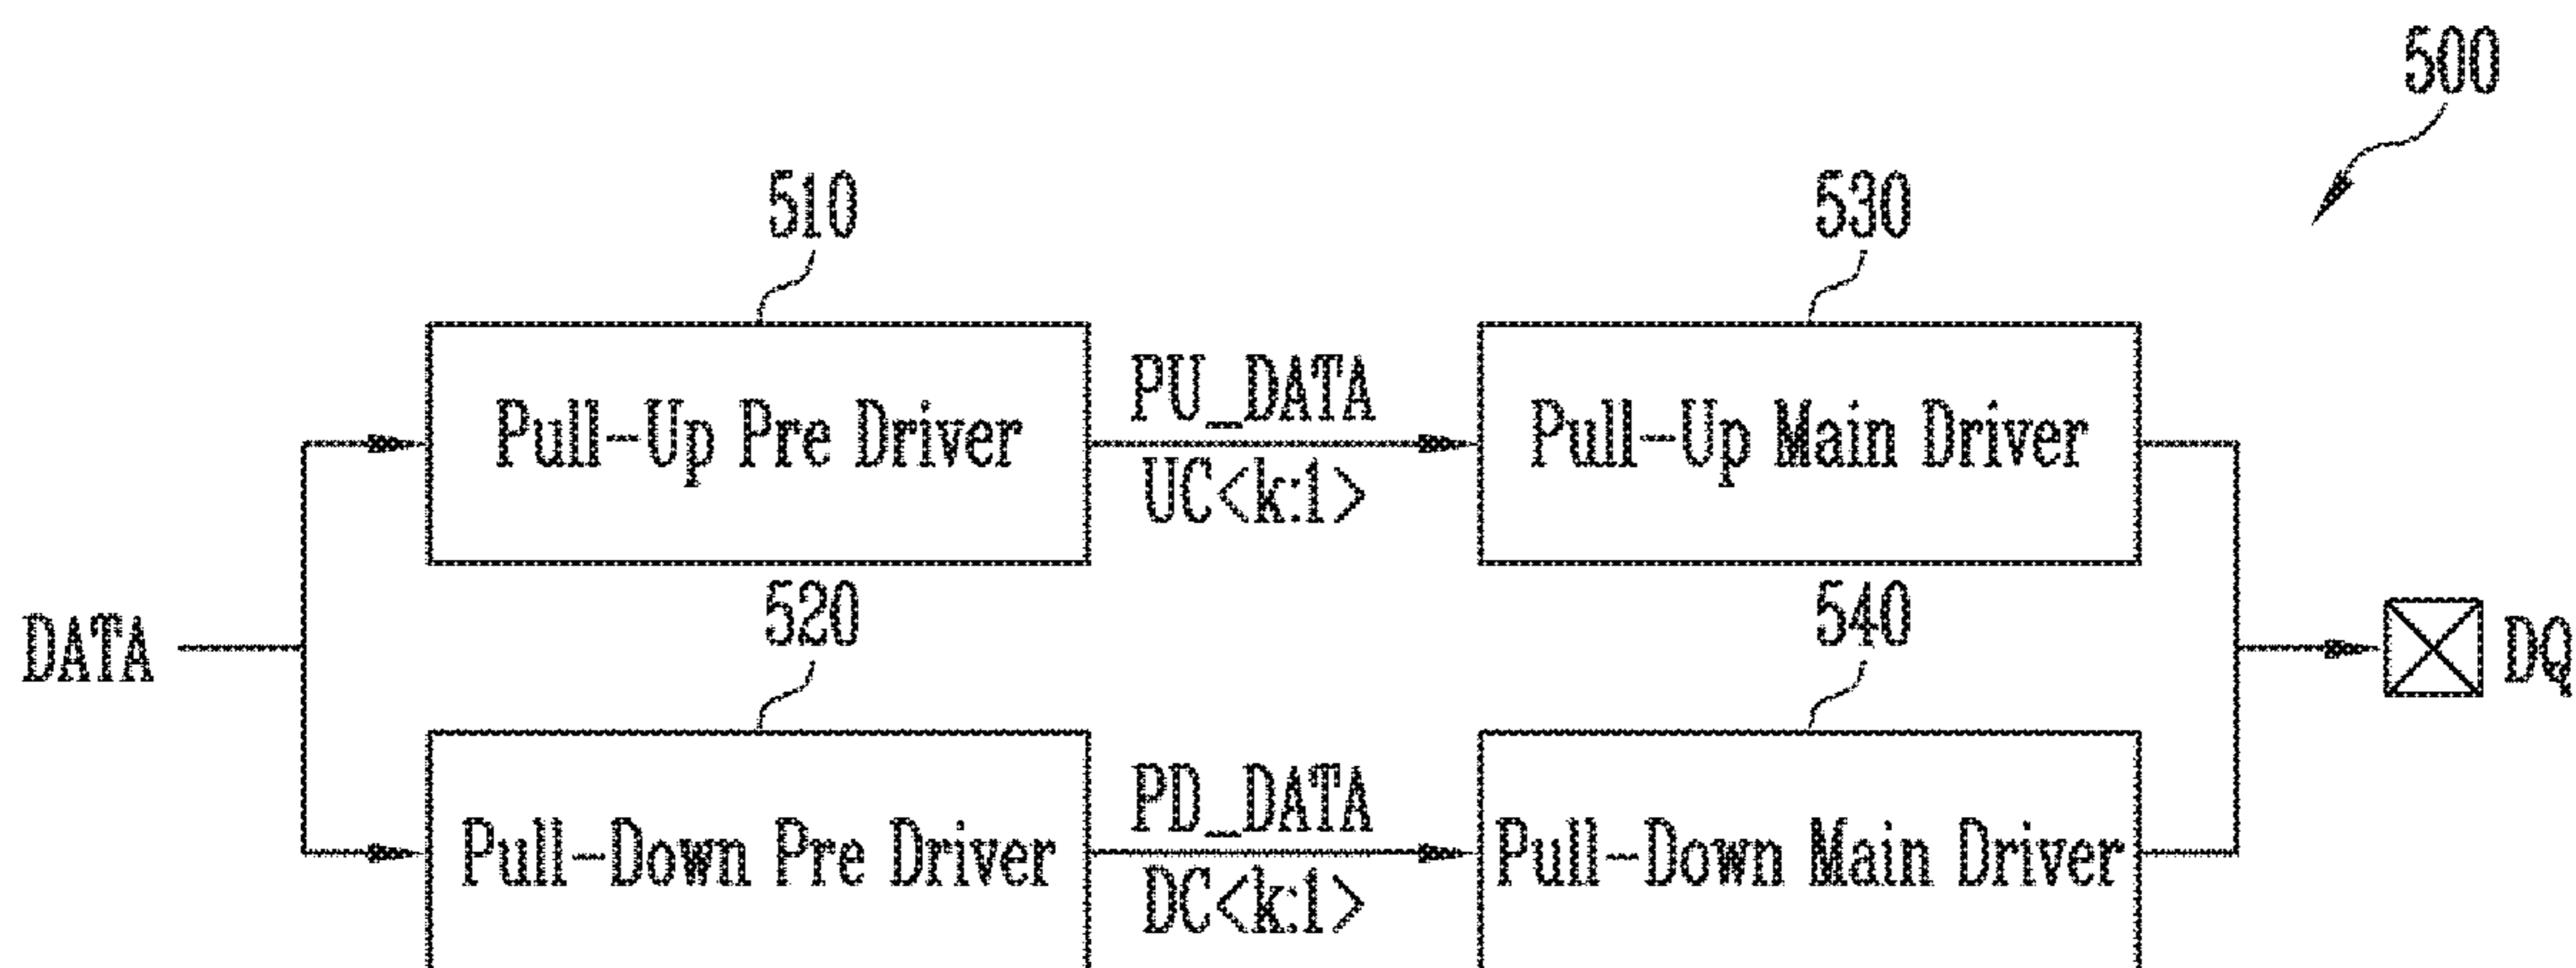 500
510
530
Pull-Up Pre Driver
PU_DATA
UC<k:1>
Pull-Up Main Driver
520
540
DATA
DQ
Pull-Down Pre Driver
PD_DATA
DC<k:1>
Pull-Down Main Driver